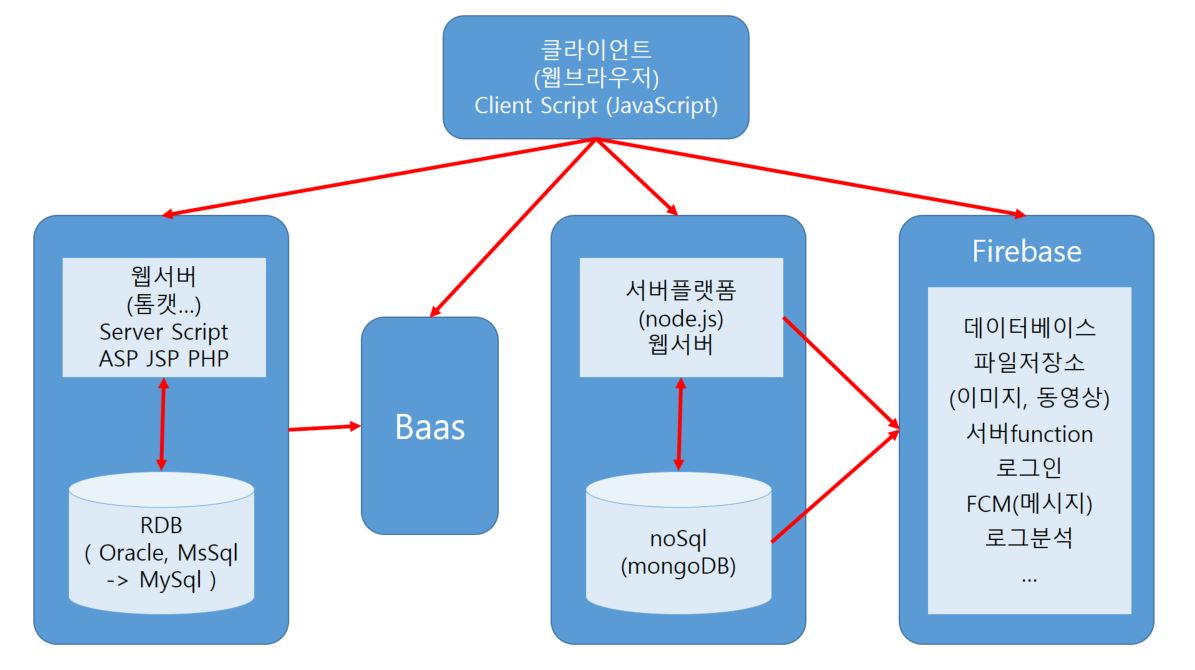 클라이언트
(웹브라우저)
Client Script (JavaScript)
웹서버
(톰캣...)
Server Script
ASP JSP PHP
RDB
( Oracle, MsSql
-> MySql )
Baas
서버플랫폼
(node.js)
웹서버
noSql
(mongoDB)
Firebase
데이터베이스
파일저장소
(이미지, 동영상)
서버function
로그인
FCM(메시지)
로그분석
...